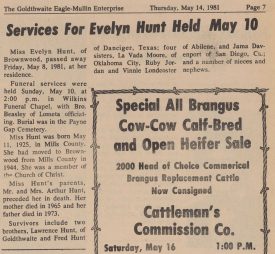 The Goldthwaite Eagle-Mullin Enterprise Thursday, May 14, 1981 Page 7
Services For Evelyn Hunt Held May 10
Miss Evelyn Hunt, of
Brownwood, passed away
Friday, May 8, 1981, at her
residence.
Funeral services were
held Sunday, May 10, at
2:00 p.m. in Wilkins
Funeral Chapel, with Bro.
Beasley of Lometa official-
ing. Burial was in the Payne
Gap Cemetery.
Miss Hunt was born May
11, 1925, in Mills County.
She had moved to Brown-
wood from Mills County in
1944. She was a member of
the Church of Christ.
Miss Hunt's parents,
Mr. and Mrs. Arthur Hunt,
preceded her in death. Her
mother died in 1965 and her
father died in 1973.
Survivors include two
brothers, Lawrence Hunt, of
Goldthwaite and Fred Hunt
of Danciger, Texas; four
sisters, La Vada Moore, of
Oklahoma City, Ruby Jor-
dan and Vinnie Londcoster
of Abilene, and Jama Dav-
enport of San Diego, Ca.;
and a number of nieces and
nephews.
Special All Brangus
Cow-Cow Calf-Bred
and Open Heifer Sale
2000 Head of Choice Commerical
Brangus Replacement Cattle
Now Consigned
Cattleman's
Commission Co.
Saturday, May 16 1:00 P.M.